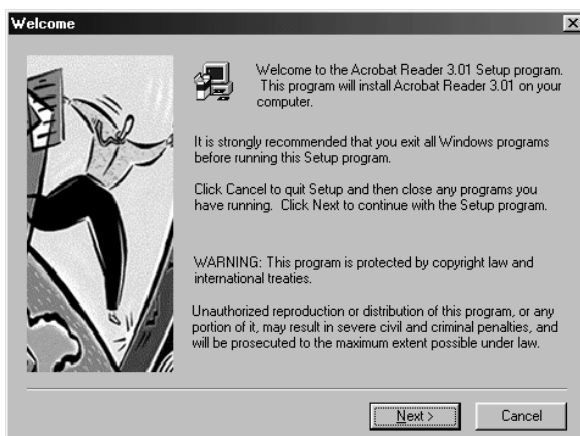 Welcome
Welcome to the Acrobat Reader 3.01 Setup program.
This program will install Acrobat Reader 3.01 on your
computer.
It is strongly recommended that you exit all Windows programs
before running this Setup program.
Click Cancel to quit Setup and then close any programs you
have running. Click Next to continue with the Setup program.
WARNING: This program is protected by copyright law and
international treaties.
Unauthorized reproduction or distribution of this program, or any
portion of it, may result in severe civil and criminal penalties, and
will be prosecuted to the maximum extent possible under law.
Next >
Cancel